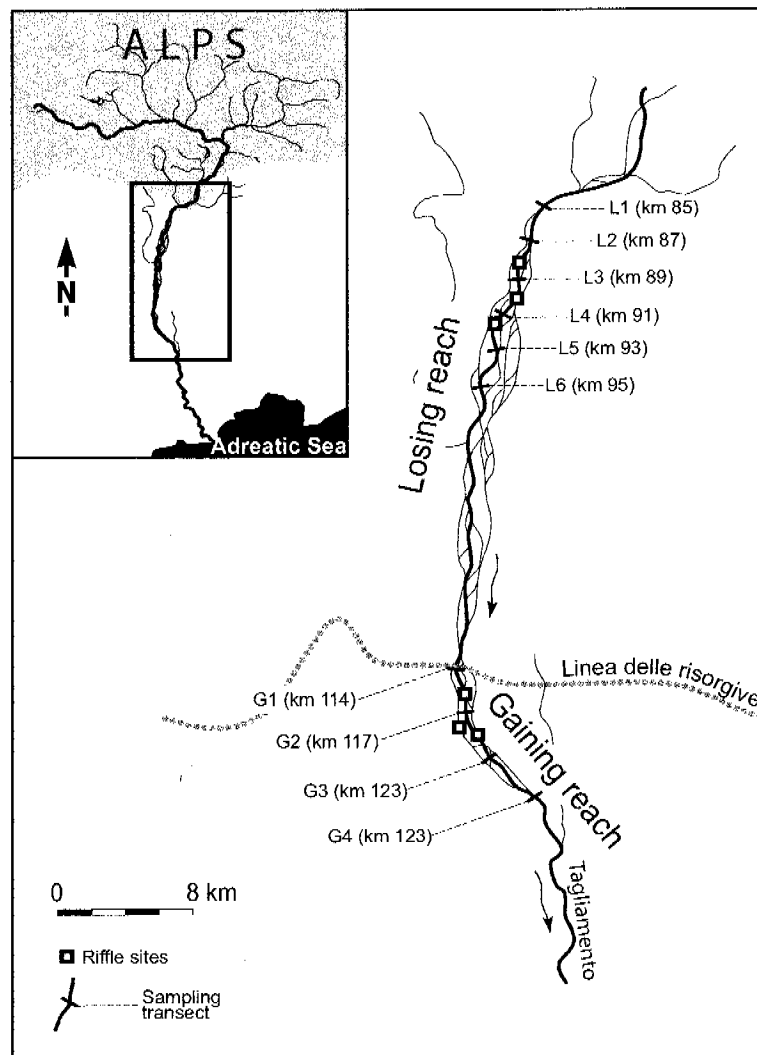 ALPS
N
Adreatic Sea
L1 (km 85)
L2 (km 87)
L3 (km 89)
L4 (km 91)
L5 (km 93)
L6 (km 95)
Losing reach
Linea delle risorgive
G1 (km 114)
G2 (km 117)
G3 (km 123)
G4 (km 123)
Gaining reach
Tagliamento
0 8 km
Riffle sites
Sampling
transect